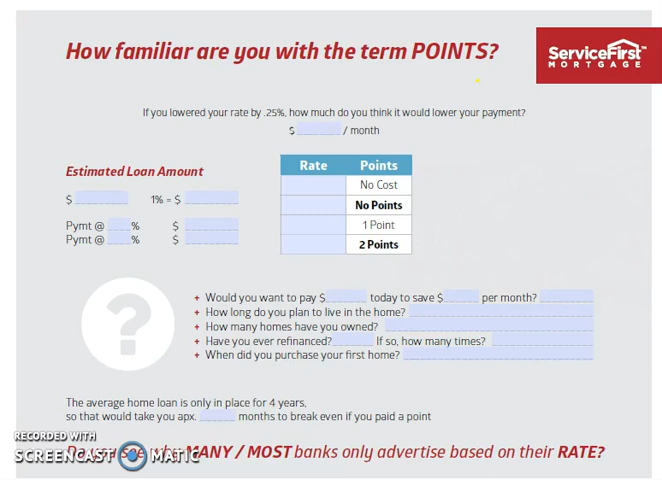 How familiar are you with the term POINTS?
ServiceFirst™
MORTGAGE
If you lowered your rate by .25%, how much do you think it would lower your payment?
$ / month
Estimated Loan Amount
$ 1% = $
Pymt @ % $
Pymt @ % $
Rate Points
No Cost
No Points
1 Point
2 Points
?
+ Would you want to pay $ today to save $ per month?
+ How long do you plan to live in the home?
+ How many homes have you owned?
+ Have you ever refinanced? If so, how many times?
+ When did you purchase your first home?
The average home loan is only in place for 4 years,
so that would take you apx. months to break even if you paid a point
RECORDED WITH
SCREENCAST MATIC
MANY / MOST banks only advertise based on their RATE?